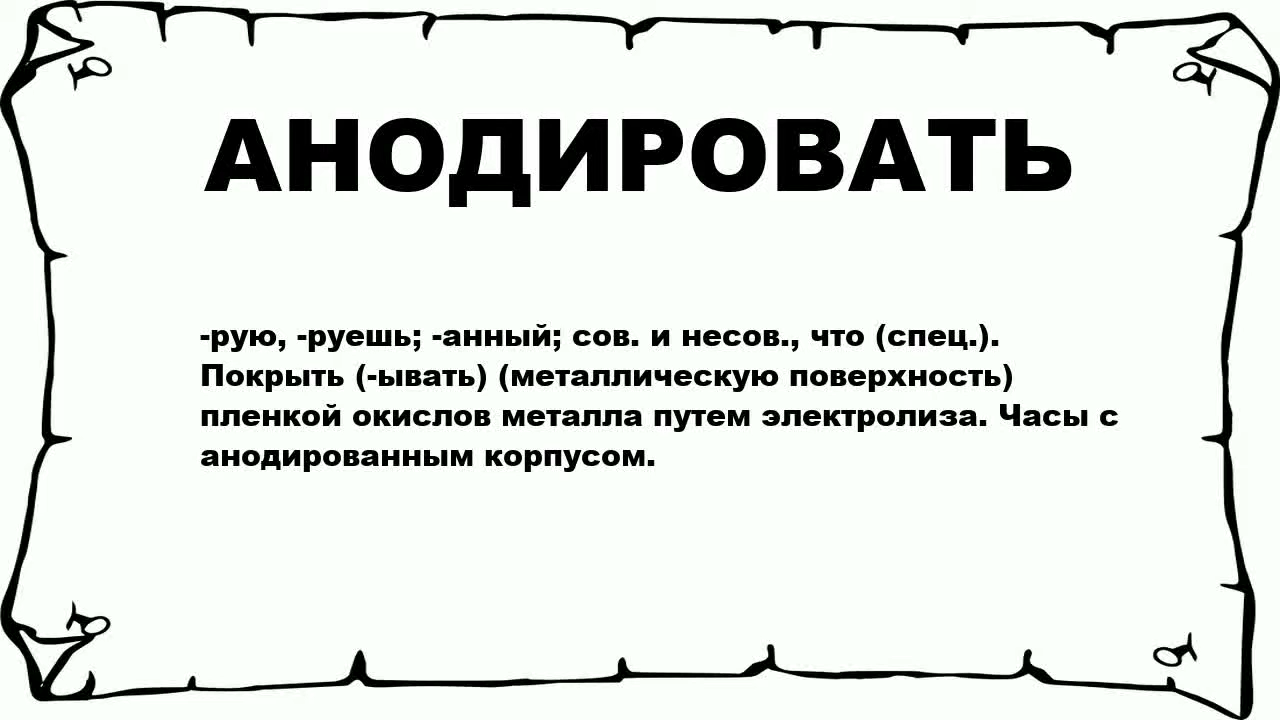 АНОДИРОВАТЬ
-рую, -руешь; -анный; сов. и несов., что (спец.).
Покрыть (-ывать) (металлическую поверхность)
пленкой окислов металла путем электролиза. Часы с
анодированным корпусом.